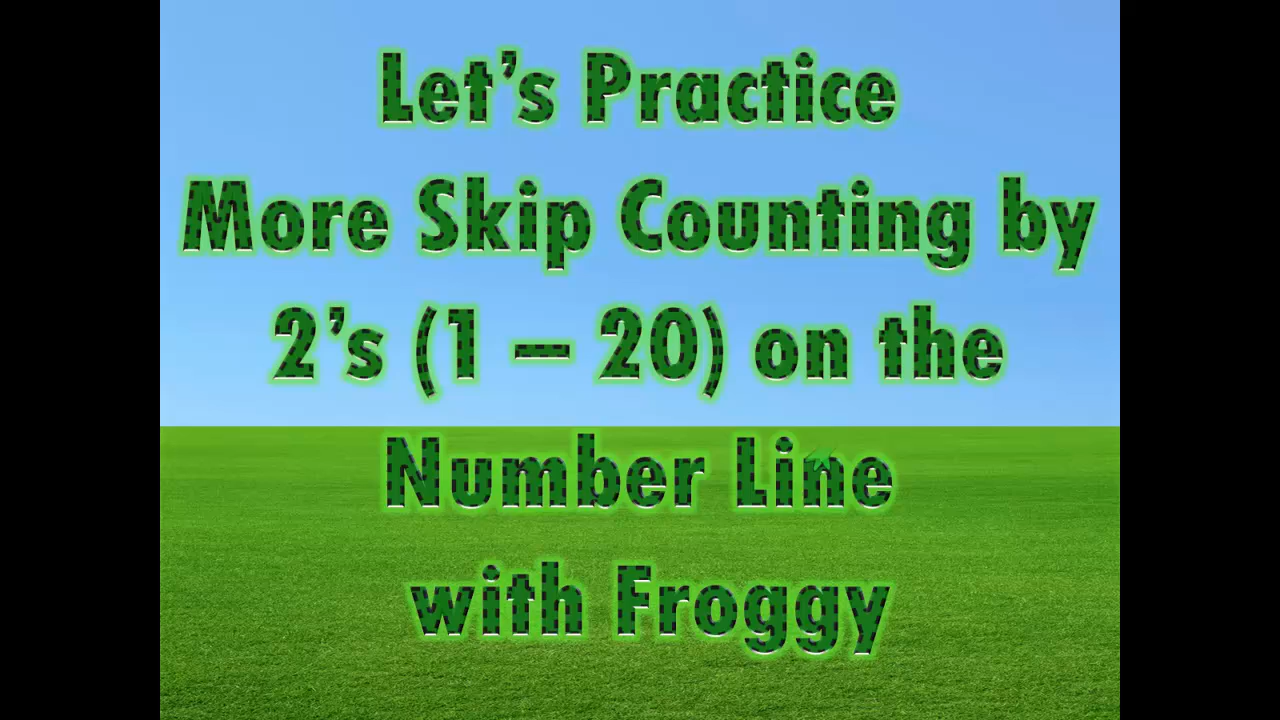 Let’s Practice
More Skip Counting by
2’s (1 – 20) on the
Number Line
with Froggy